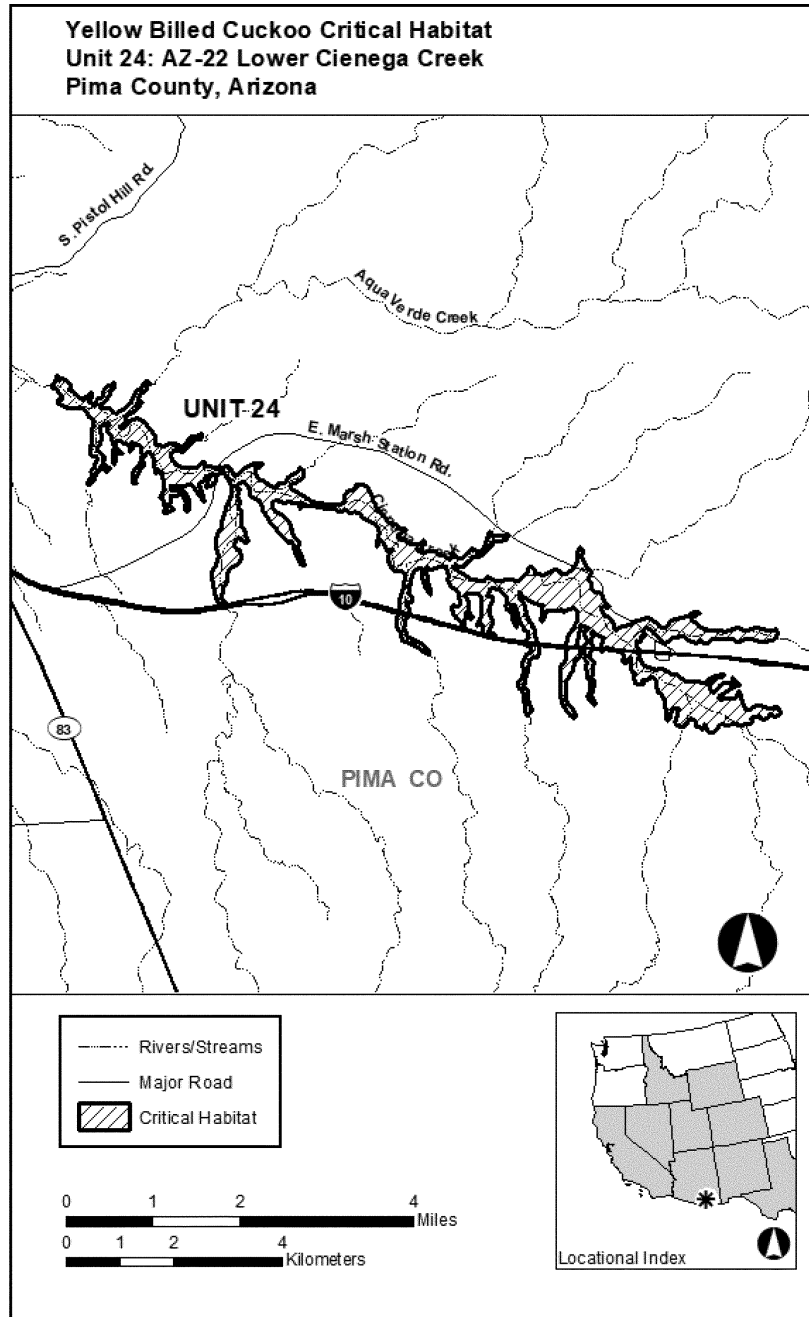 Yellow Billed Cuckoo Critical Habitat
Unit 24: AZ-22 Lower Cienega Creek
Pima County, Arizona
S. Pistol Hill Rd.
Aqua Verde Creek
UNIT 24
E. Marsh Station Rd.
Cienega Creek
10
83
PIMA CO
Rivers/Streams
Major Road
Critical Habitat
0 1 2 4
Miles
0 1 2 4
Kilometers
Locational Index